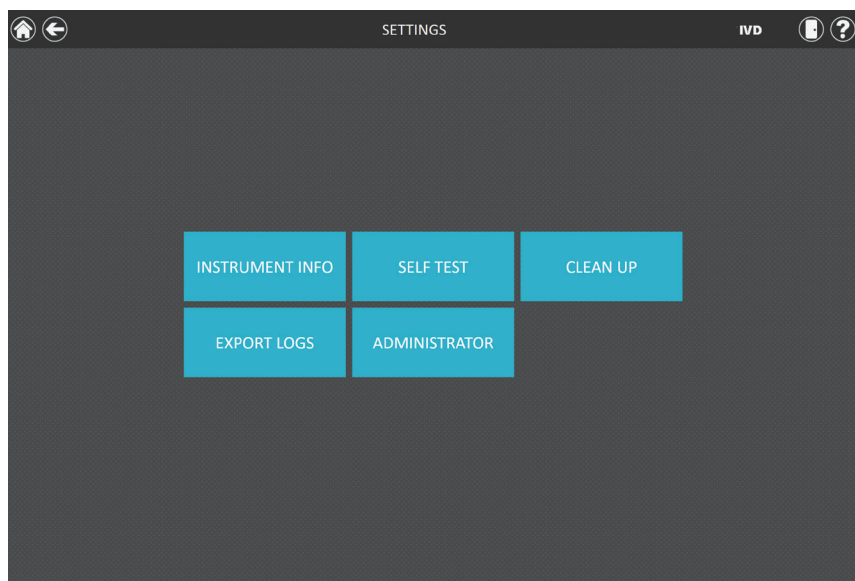 SETTINGS IVD ?
INSTRUMENT INFO SELF TEST CLEAN UP
EXPORT LOGS ADMINISTRATOR